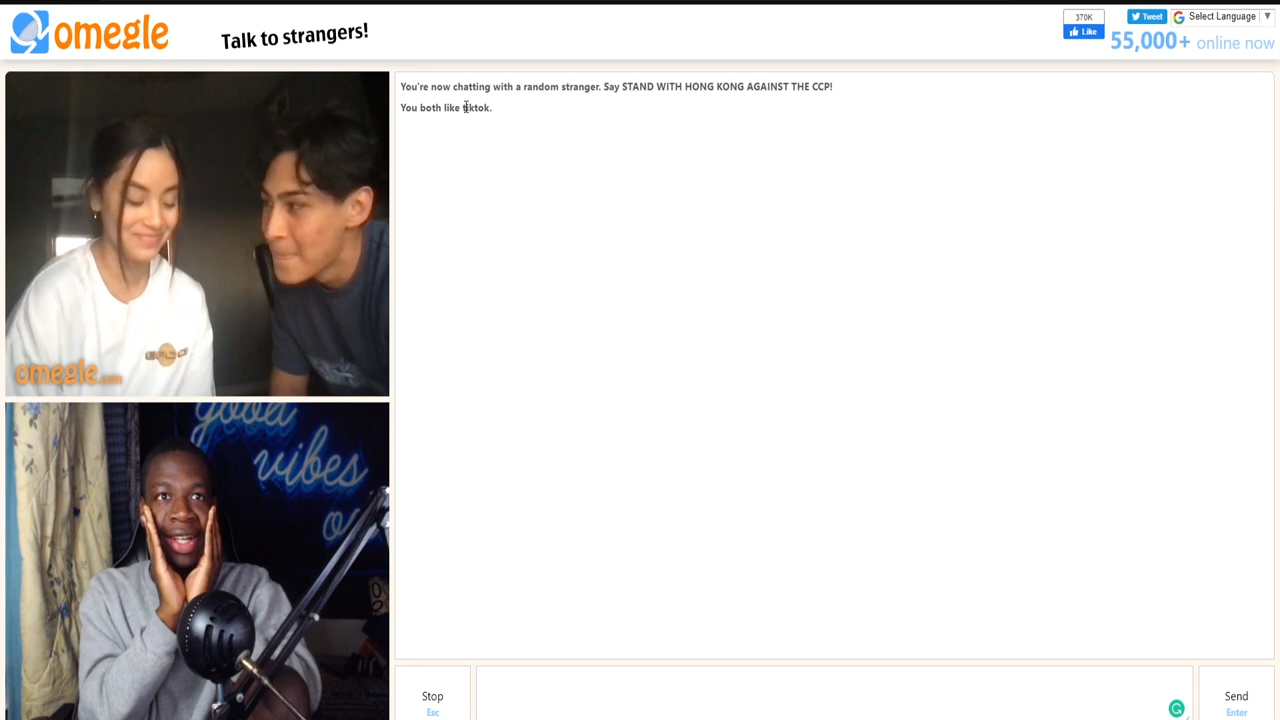 omegle
Talk to strangers!
370K
Like
Tweet
Select Language
55,000+ online now
You're now chatting with a random stranger. Say STAND WITH HONG KONG AGAINST THE CCP!
You both like tiktok.
omegle.com
good
vibes
Stop
Esc
Send
Enter